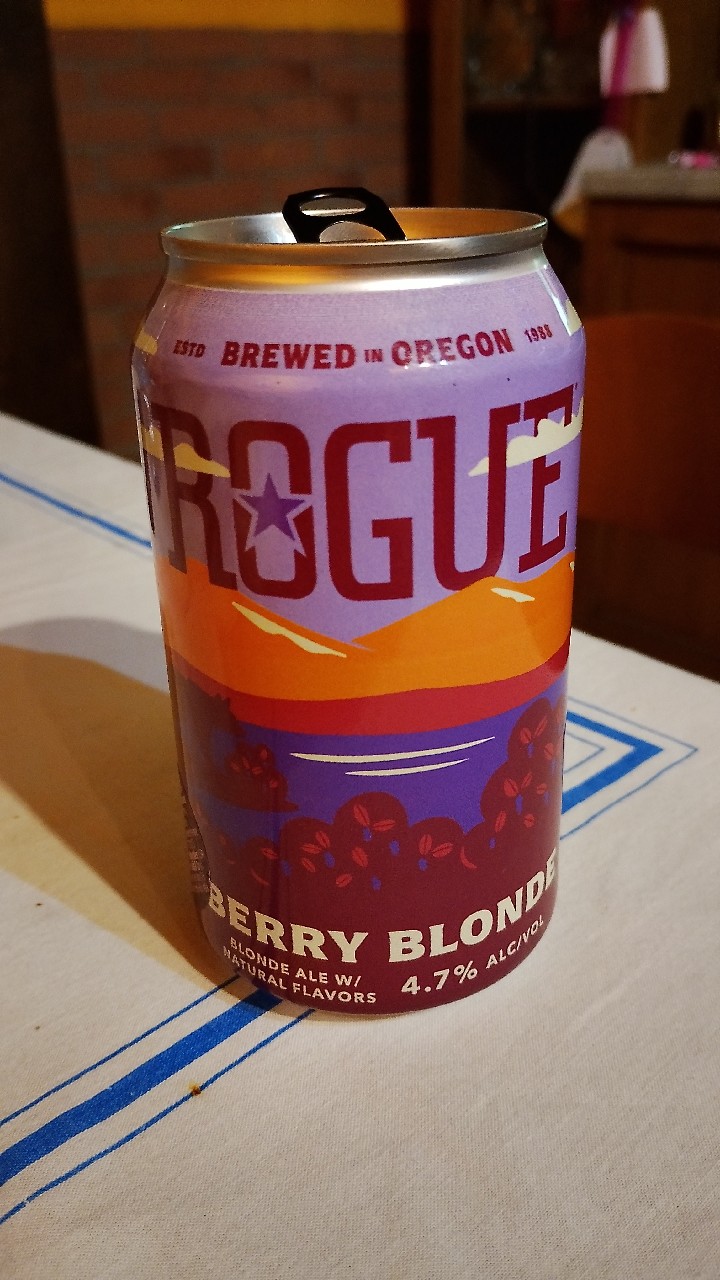 ESTD BREWED IN OREGON 1988
ROGUE
BERRY BLONDE
BLONDE ALE W/
NATURAL FLAVORS
4.7% ALC/VOL